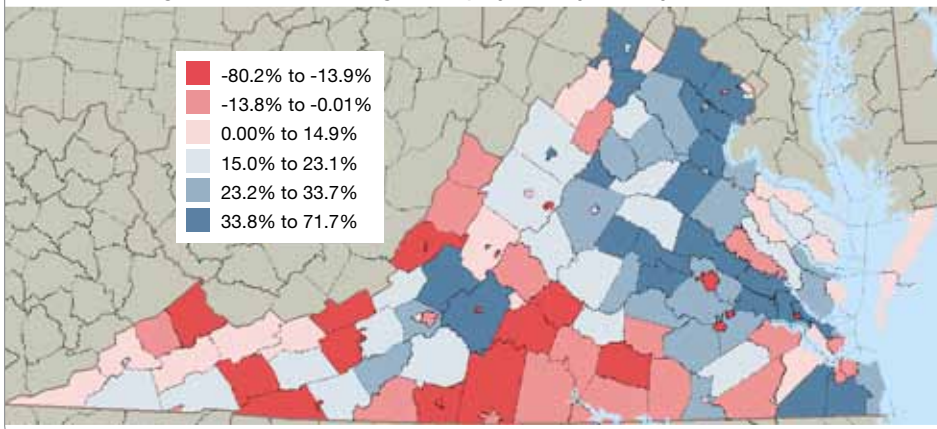 -80.2% to -13.9%
-13.8% to -0.01%
0.00% to 14.9%
15.0% to 23.1%
23.2% to 33.7%
33.8% to 71.7%